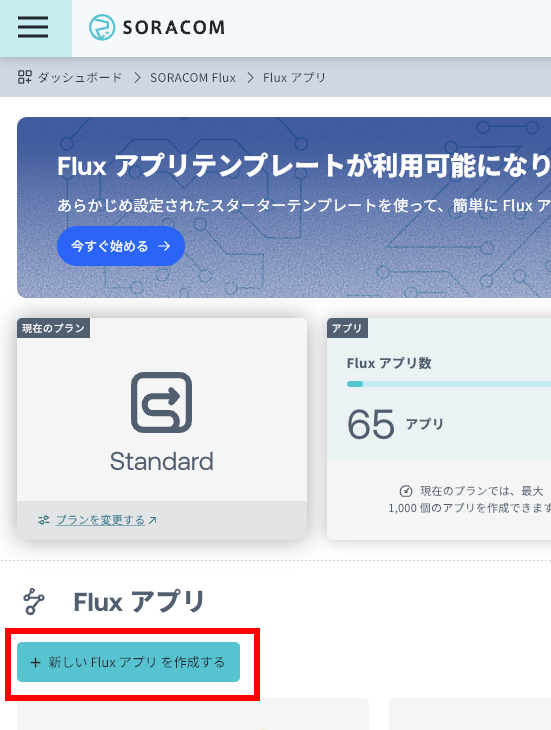 SORACOM
ダッシュボード > SORACOM Flux > Flux アプリ
Flux アプリテンプレートが利用可能になり
あらかじめ設定されたスターターテンプレートを使って、簡単に Flux ア
今すぐ始める →
現在のプラン
Standard
プランを変更する
アプリ
Flux アプリ数
65 アプリ
現在のプランでは、最大
1,000 個のアプリを作成できます
Flux アプリ
+ 新しい Flux アプリ を作成する